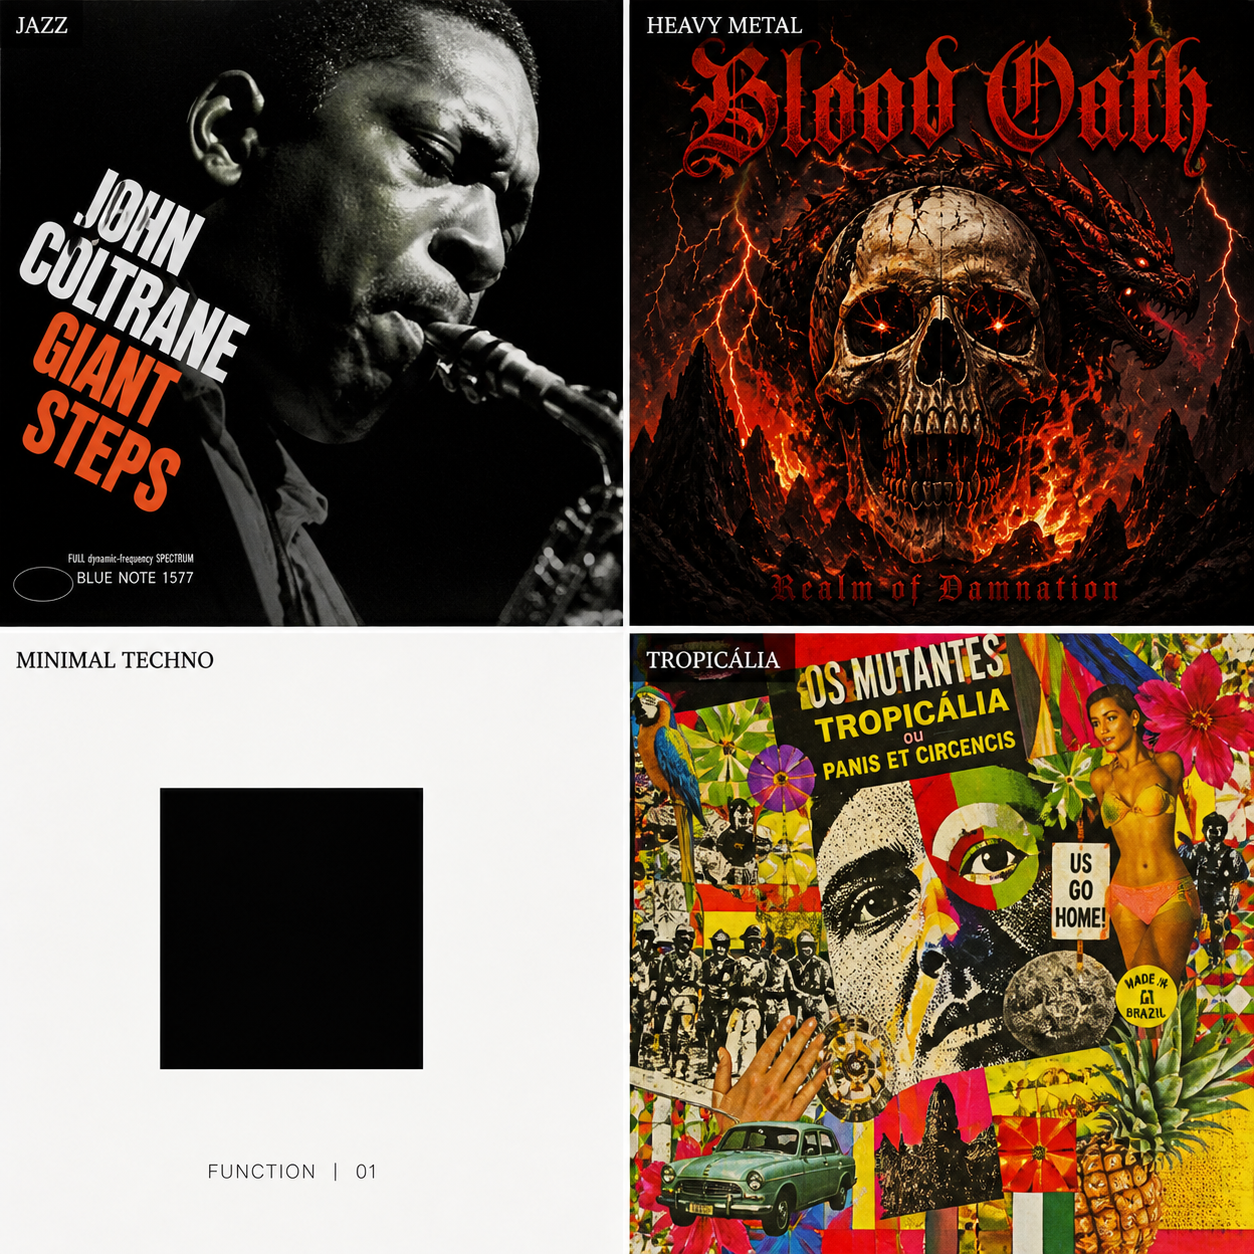 JAZZ
JOHN
COLTRANE
GIANT
STEPS
FULL dynamic-frequency SPECTRUM
BLUE NOTE 1577
HEAVY METAL
Blood Oath
Realm of Damnation
MINIMAL TECHNO
FUNCTION | 01
TROPICÁLIA
OS MUTANTES
TROPICÁLIA
ou
PANIS ET CIRCENCIS
US
GO
HOME!
MADE
BRAZIL